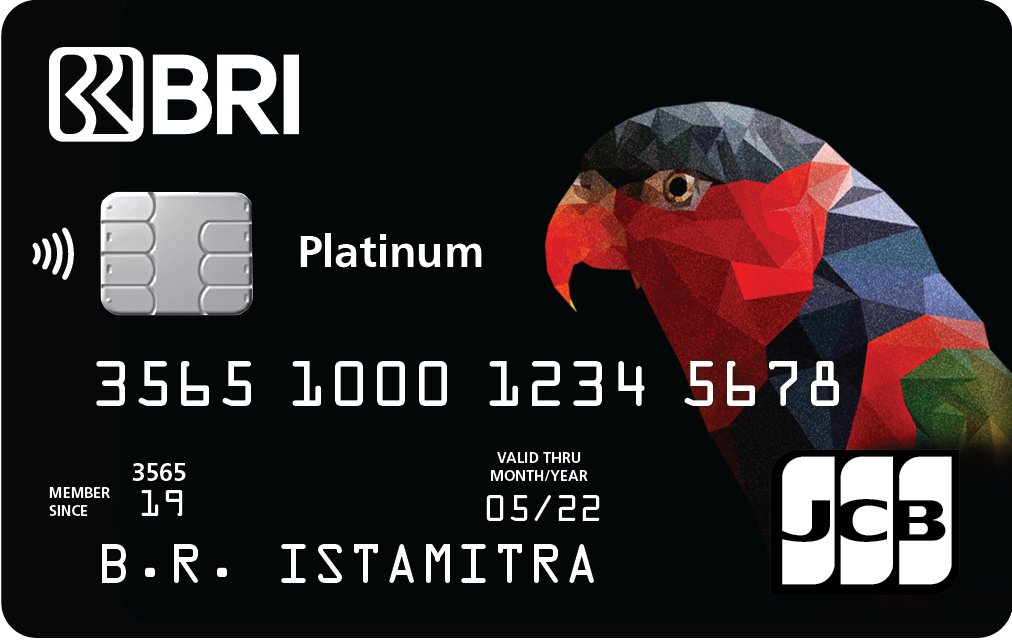 BRI
Platinum
3565 1000 1234 5678
3565
MEMBER
SINCE
19
VALID THRU
MONTH/YEAR
05/22
B.R. ISTAMITRA
JCB